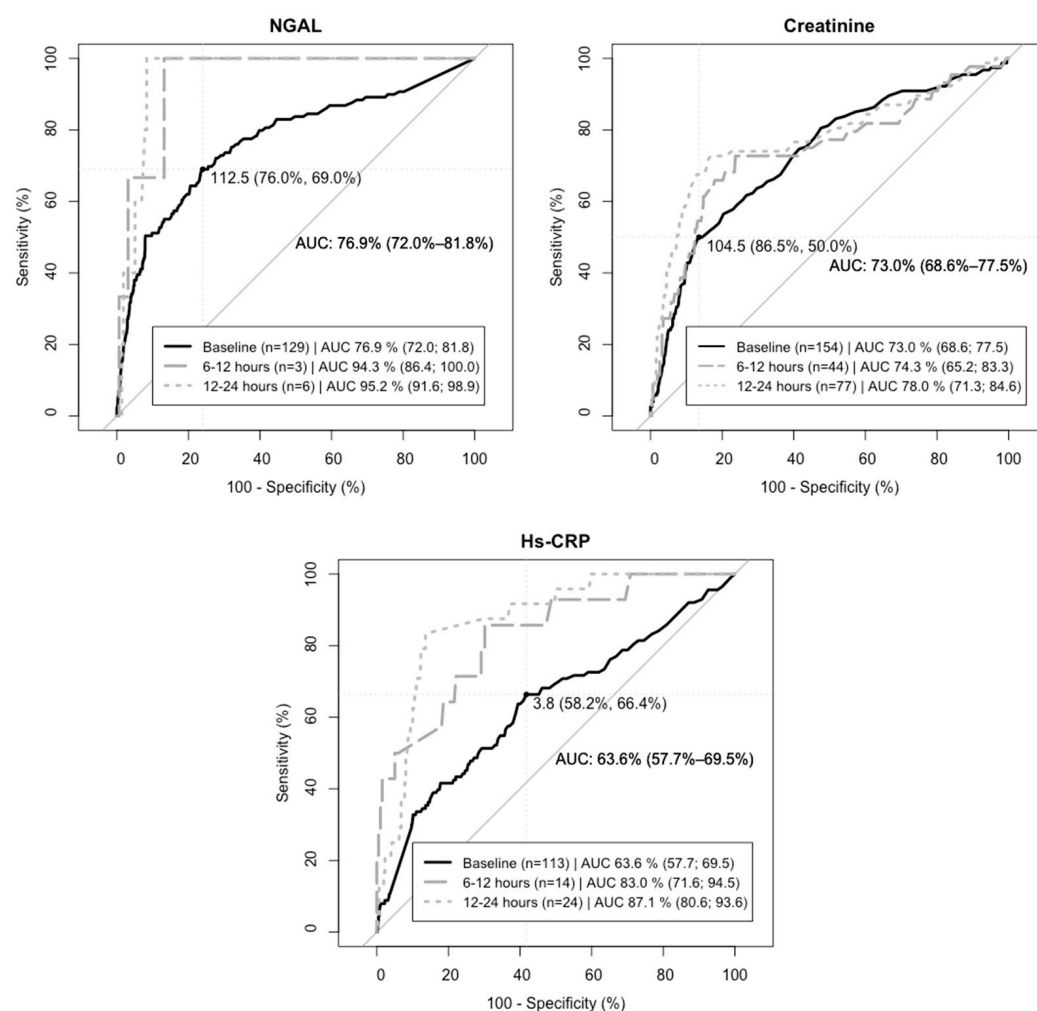 NGAL
Sensitivity (%)
100
80
60
40
20
0
112.5 (76.0%, 69.0%)
AUC: 76.9% (72.0%–81.8%)
Baseline (n=129) | AUC 76.9 % (72.0; 81.8)
6-12 hours (n=3) | AUC 94.3 % (86.4; 100.0)
12-24 hours (n=6) | AUC 95.2 % (91.6; 98.9)
0 20 40 60 80 100
100 - Specificity (%)
Creatinine
Sensitivity (%)
100
80
60
40
20
0
104.5 (86.5%, 50.0%)
AUC: 73.0% (68.6%–77.5%)
Baseline (n=154) | AUC 73.0 % (68.6; 77.5)
6-12 hours (n=44) | AUC 74.3 % (65.2; 83.3)
12-24 hours (n=77) | AUC 78.0 % (71.3; 84.6)
0 20 40 60 80 100
100 - Specificity (%)
Hs-CRP
Sensitivity (%)
100
80
60
40
20
0
3.8 (58.2%, 66.4%)
AUC: 63.6% (57.7%–69.5%)
Baseline (n=113) | AUC 63.6 % (57.7; 69.5)
6-12 hours (n=14) | AUC 83.0 % (71.6; 94.5)
12-24 hours (n=24) | AUC 87.1 % (80.6; 93.6)
0 20 40 60 80 100
100 - Specificity (%)